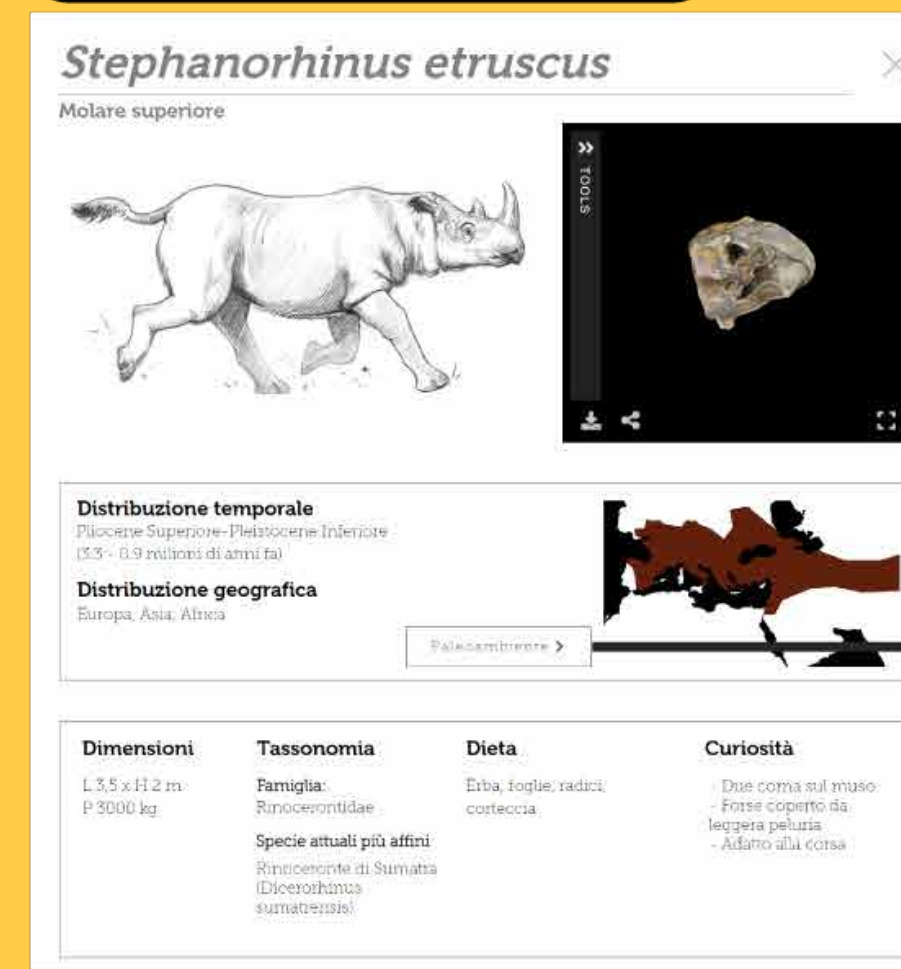 Stephanorhinus etruscus
Molare superiore
TOOLS
Distribuzione temporale
Pliocene Superiore-Pleistocene Inferiore
(3.3 - 0.9 milioni di anni fa)
Distribuzione geografica
Europa, Asia, Africa
Paleoambiente
Dimensioni
L 3,5 x H 2 m
P 3000 kg
Tassonomia
Famiglia:
Rinocerontidae
Specie attuali più affini
Rinoceronte di Sumatra
(Dicerorhinus
sumatrensis)
Dieta
Erba, foglie, radici,
corteccia
Curiosità
- Due corna sul muso
- Forse coperto da
leggera peluria
- Adatto alla corsa